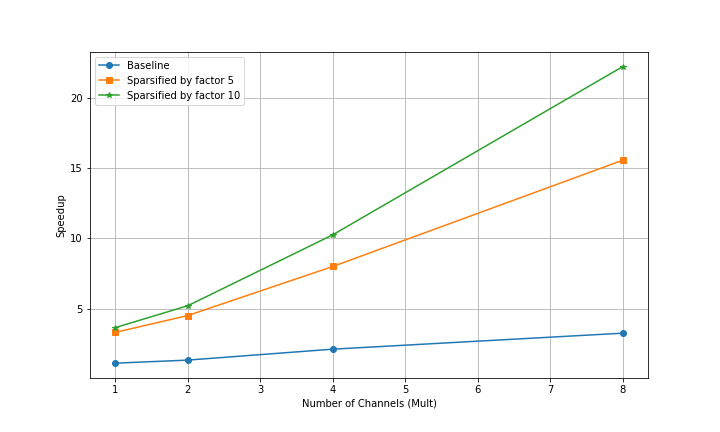 Baseline
Sparsified by factor 5
Sparsified by factor 10
20
15
10
5
Speedup
1 2 3 4 5 6 7 8
Number of Channels (Mult)